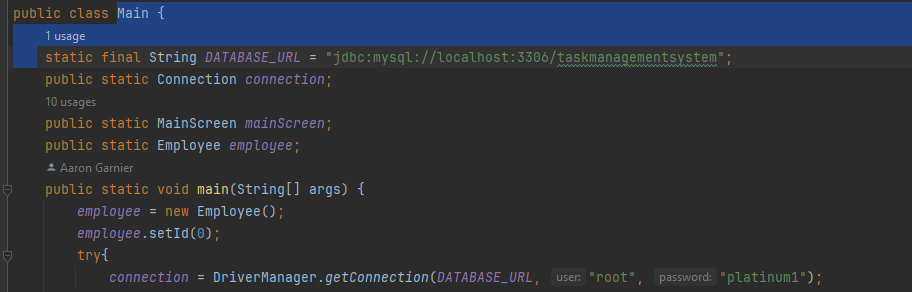 public class Main {
1 usage
static final String DATABASE_URL = "jdbc:mysql://localhost:3306/taskmanagementsystem";
public static Connection connection;
10 usages
public static MainScreen mainScreen;
public static Employee employee;
Aaron Garnier
public static void main(String[] args) {
employee = new Employee();
employee.setId(0);
try{
connection = DriverManager.getConnection(DATABASE_URL, user: "root", password: "platinum1");